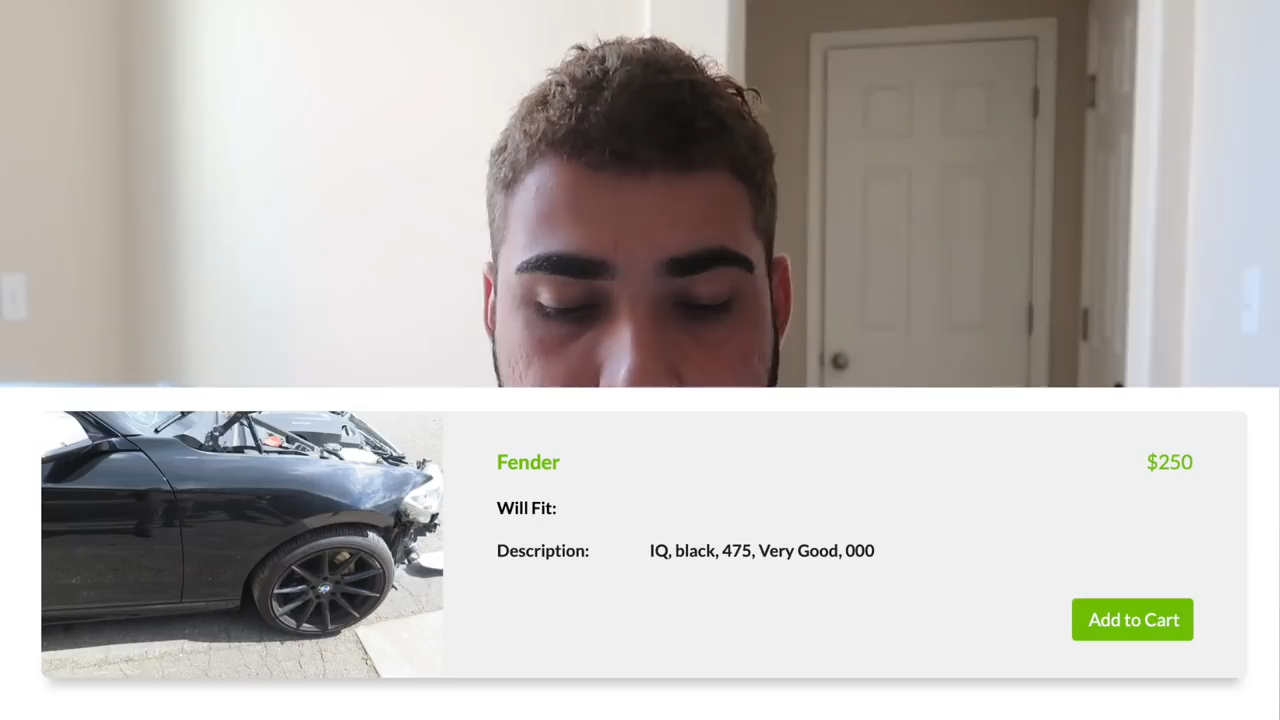 Fender
$250
Will Fit:
Description: IQ, black, 475, Very Good, 000
Add to Cart